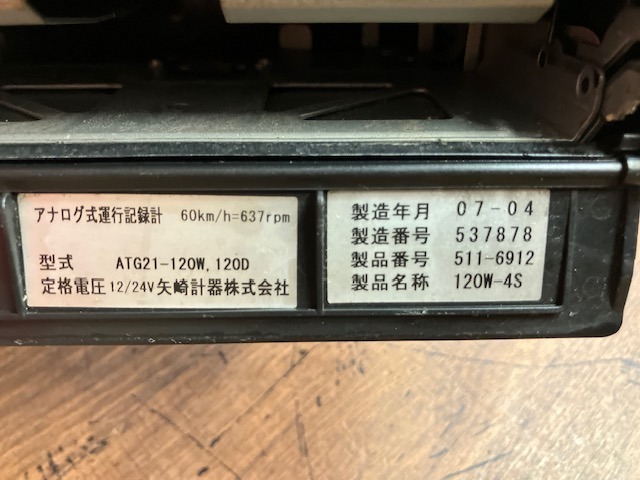 アナログ式運行記録計 60km/h=637rpm
型式 ATG21-120W,120D
定格電圧 12/24V 矢崎計器株式会社
製造年月 07-04
製造番号 537878
製品番号 511-6912
製品名称 120W-4S